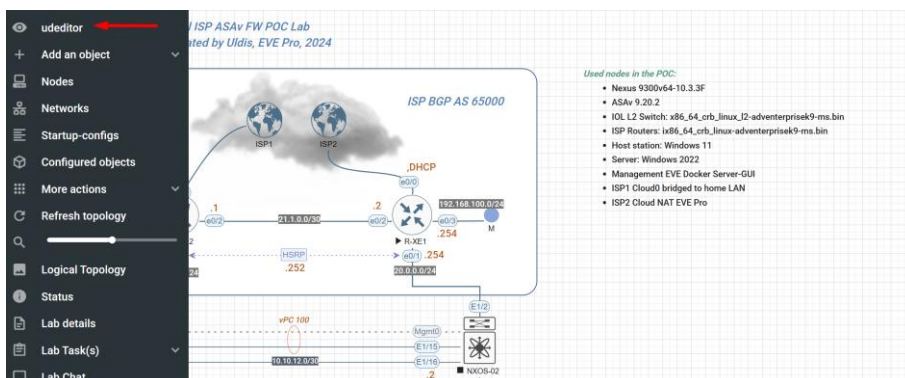 udeditor
Add an object
Nodes
Networks
Startup-configs
Configured objects
More actions
Refresh topology
Logical Topology
Status
Lab details
Lab Task(s)
Lab Chat
ISP ASAv FW POC Lab
ated by Uldis, EVE Pro, 2024
ISP BGP AS 65000
ISP1
ISP2
,DHCP
e0/0
192.168.100.0/24
.1
.2
e0/2
21.1.0.0/30
e0/2
e0/3
M
.254
R-XE1
HSRP
e0/1
.254
.252
20.0.0.0/24
E1/2
vPC 100
Mgmt0
E1/15
10.10.12.0/30
E1/16
.2
NXOS-02
Used nodes in the POC:
• Nexus 9300v64-10.3.3F
• ASAv 9.20.2
• IOL L2 Switch: x86_64_crb_linux_l2-adventerprisek9-ms.bin
• ISP Routers: ix86_64_crb_linux-adventerprisek9-ms.bin
• Host station: Windows 11
• Server: Windows 2022
• Management EVE Docker Server-GUI
• ISP1 Cloud0 bridged to home LAN
• ISP2 Cloud NAT EVE Pro